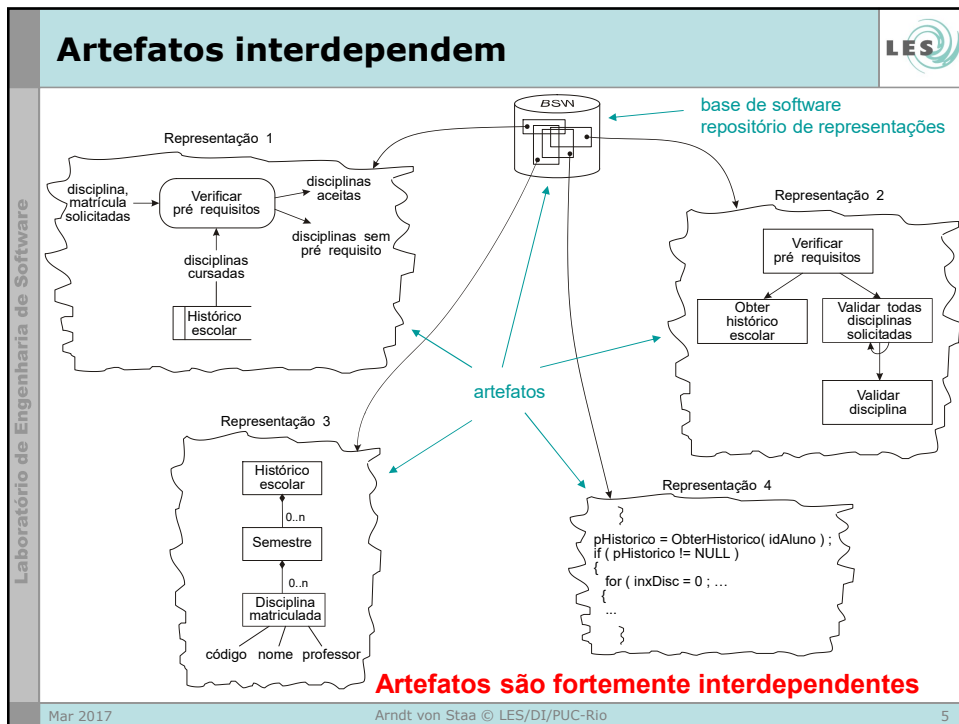 Artefatos interdependem
LES
Laboratório de Engenharia de Software
BSW
base de software
repositório de representações
Representação 1
disciplina,
matrícula
solicitadas
Verificar
pré requisitos
disciplinas
aceitas
disciplinas sem
pré requisito
disciplinas
cursadas
Histórico
escolar
Representação 2
Verificar
pré requisitos
Obter
histórico
escolar
Validar todas
disciplinas
solicitadas
Validar
disciplina
artefatos
Representação 3
Histórico
escolar
0..n
Semestre
0..n
Disciplina
matriculada
código nome professor
Representação 4
}
pHistorico = ObterHistorico( idAluno ) ;
if ( pHistorico != NULL )
{
for ( inxDisc = 0 ; …
{
...
}
Artefatos são fortemente interdependentes
Mar 2017
Arndt von Staa © LES/DI/PUC-Rio
5